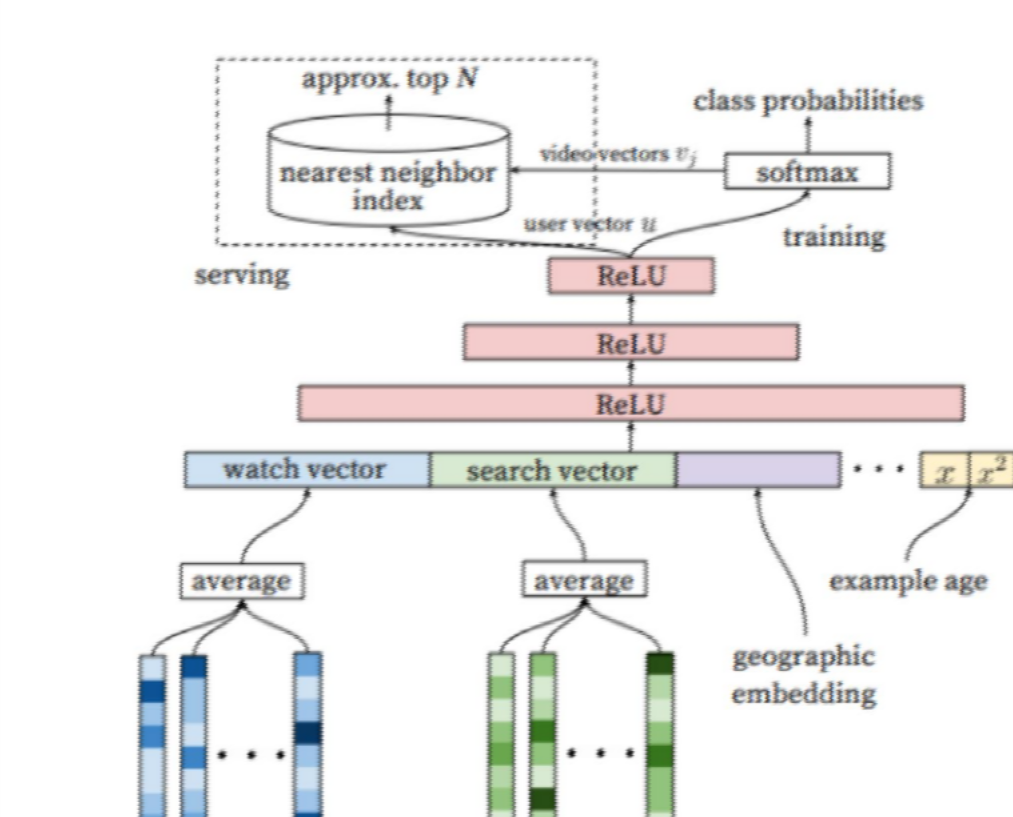 approx. top N
class probabilities
video vectors v_j
nearest neighbor
index
softmax
user vector u
training
serving
ReLU
ReLU
ReLU
watch vector
search vector
...
x
x²
average
average
example age
geographic
embedding
...
...